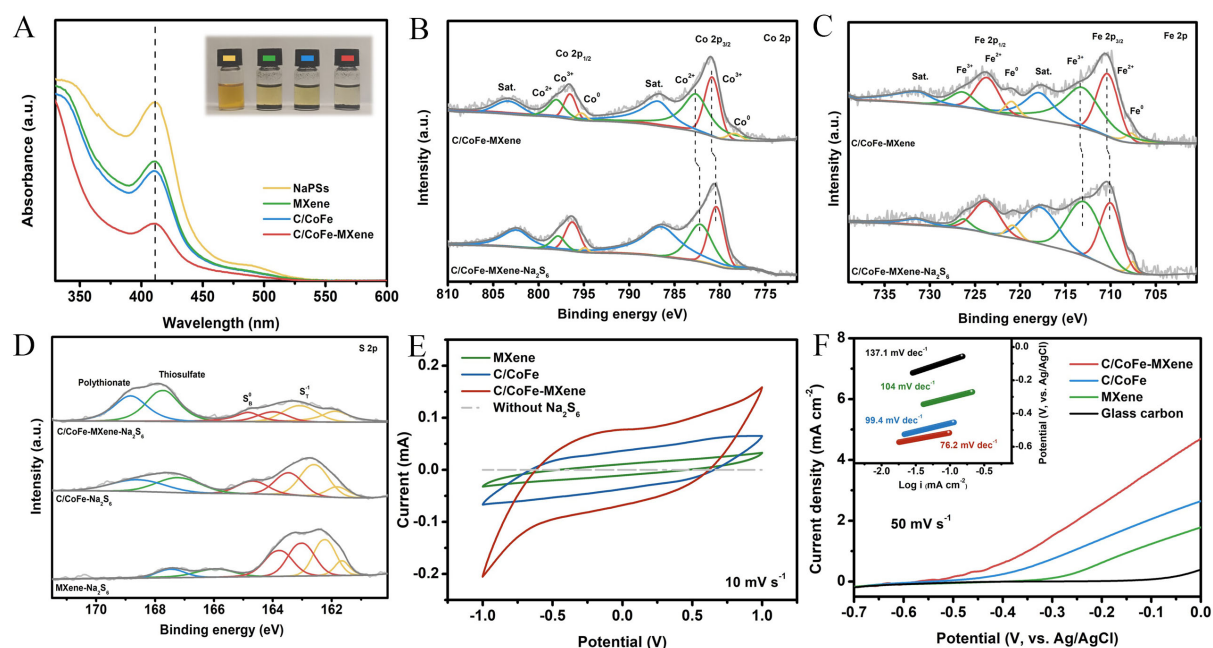 A
Absorbance (a.u.)
NaPSs
MXene
C/CoFe
C/CoFe-MXene
450 400 450 500 550 600
Wavelength (nm)
B
Co 2p₁/₂
Co 2p₃/₂
Co 2p
Sat.
Co²⁺
Co³⁺
Co⁰
Sat.
Co²⁺
Co³⁺
Co⁰
C/CoFe-MXene
C/CoFe-MXene-Na₂S₆
Intensity (a.u.)
810 805 798 792 785 780 775
Binding energy (eV)
C
Fe 2p₁/₂
Fe 2p₃/₂
Fe 2p
Sat.
Fe³⁺
Fe²⁺
Fe⁰
Sat.
Fe³⁺
Fe²⁺
Fe⁰
C/CoFe-MXene
C/CoFe-MXene-Na₂S₆
Intensity (a.u.)
735 730 725 720 715 710 705
Binding energy (eV)
D
S 2p
Polythionate
Thiosulfate
S⁰B
S⁻¹T
C/CoFe-MXene-Na₂S₆
C/CoFe-Na₂S₆
MXene-Na₂S₆
Intensity (a.u.)
170 168 166 164 162
Binding energy (eV)
E
MXene
C/CoFe
C/CoFe-MXene
Without Na₂S₆
0.2
0.1
0.0
-0.1
-0.2
Current (mA)
10 mV s⁻¹
-1.0 -0.5 0.0 0.5 1.0
Potential (V)
F
8
6
4
2
0
Current density (mA cm⁻²)
137.1 mV dec⁻¹
104 mV dec⁻¹
99.4 mV dec⁻¹
76.2 mV dec⁻¹
0.0
-0.2
-0.4
-0.6
Potential (V, vs. Ag/AgCl)
-2.0 -1.5 -1.0 -0.5
Log i (mA cm⁻²)
C/CoFe-MXene
C/CoFe
MXene
Glass carbon
50 mV s⁻¹
-0.7 -0.6 -0.5 -0.4 -0.3 -0.2 -0.1 0.0
Potential (V, vs. Ag/AgCl)